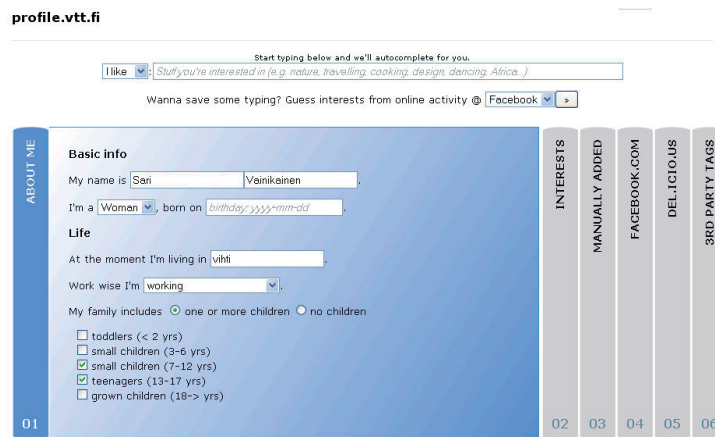 profile.vtt.fi
Start typing below and we'll autocomplete for you.
I like : Stuff you're interested in (e.g. nature, travelling, cooking, design, dancing, Africa...)
Wanna save some typing? Guess interests from online activity @ Facebook »
ABOUT ME
01
Basic info
My name is Sari Vainikainen.
I'm a Woman, born on birthday: yyyy-mm-dd.
Life
At the moment I'm living in vihti.
Work wise I'm working.
My family includes one or more children no children
toddlers (< 2 yrs)
small children (3-6 yrs)
small children (7-12 yrs)
teenagers (13-17 yrs)
grown children (18-> yrs)
INTERESTS
02
MANUALLY ADDED
03
FACEBOOK.COM
04
DEL.ICIO.US
05
3RD PARTY TAGS
06